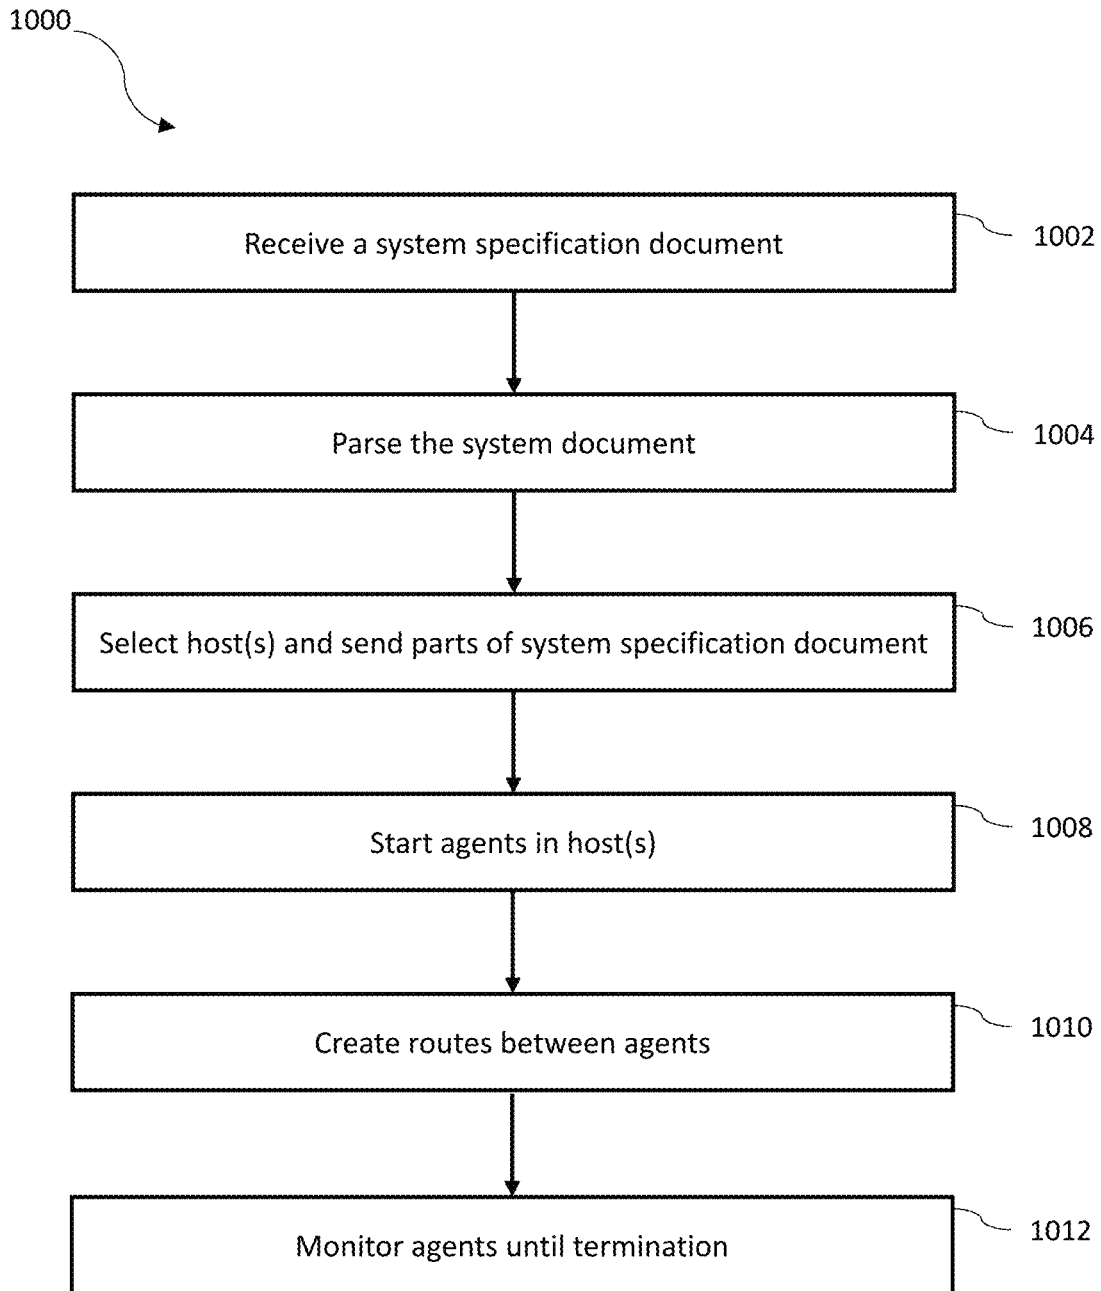 1000
Receive a system specification document
1002
Parse the system document
1004
Select host(s) and send parts of system specification document
1006
Start agents in host(s)
1008
Create routes between agents
1010
Monitor agents until termination
1012